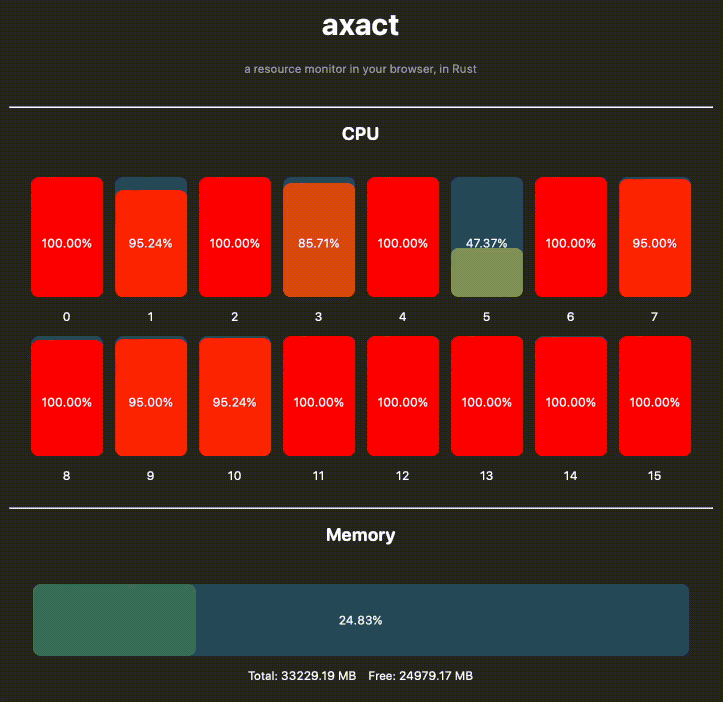 axact
a resource monitor in your browser, in Rust
CPU
100.00% 95.24% 100.00% 85.71% 100.00% 47.37% 100.00% 95.00%
0 1 2 3 4 5 6 7
100.00% 95.00% 95.24% 100.00% 100.00% 100.00% 100.00% 100.00%
8 9 10 11 12 13 14 15
Memory
24.83%
Total: 33229.19 MB Free: 24979.17 MB